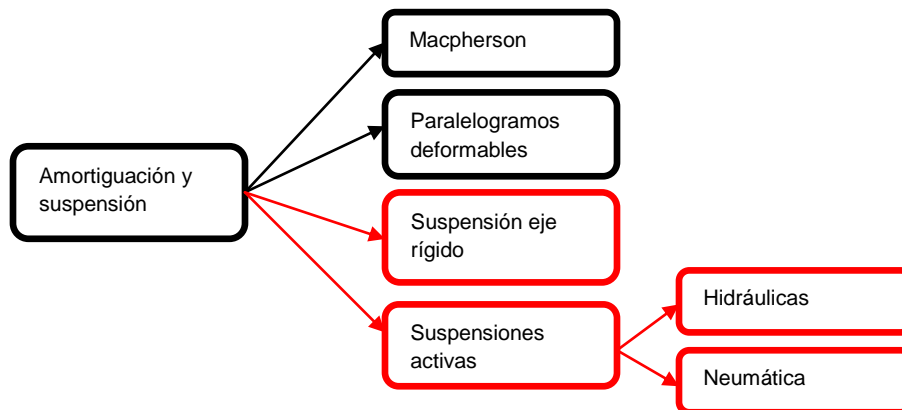 Macpherson
Paralelogramos
deformables
Amortiguación y
suspensión
Suspensión eje
rígido
Suspensiones
activas
Hidráulicas
Neumática